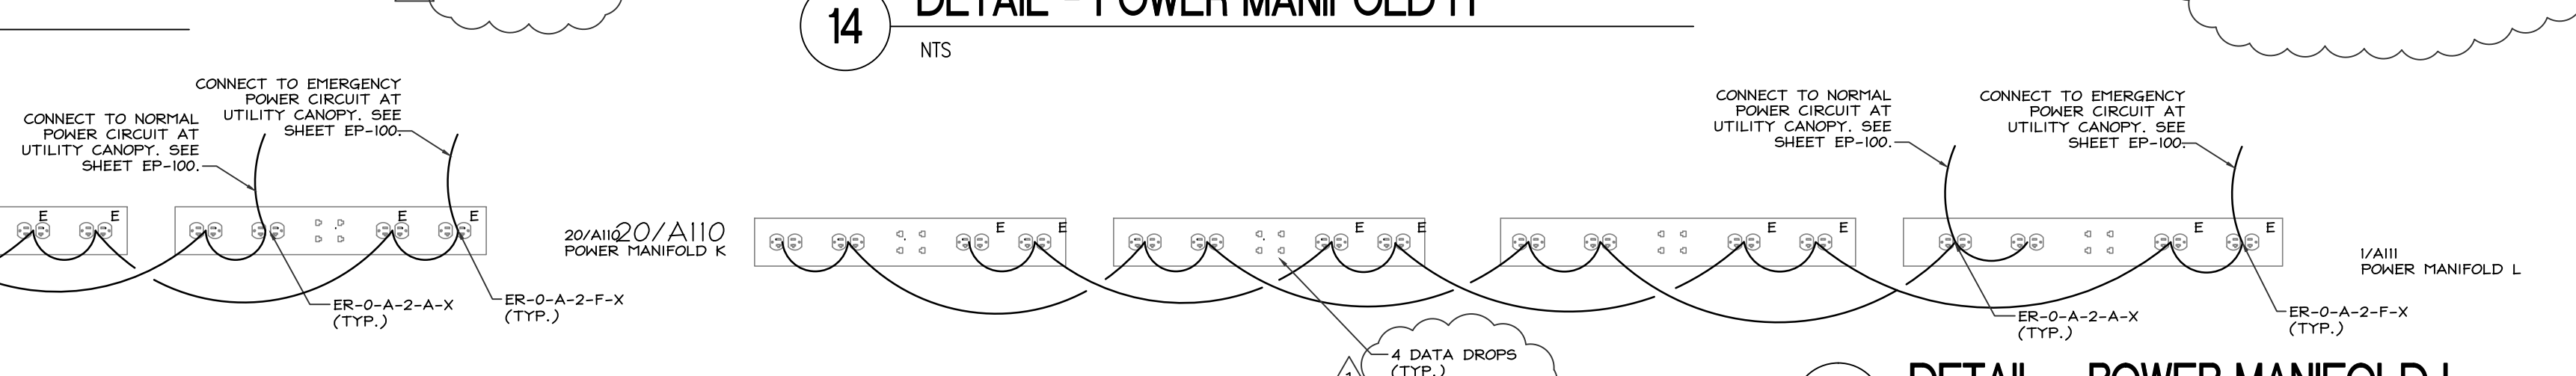 14
NTS
CONNECT TO EMERGENCY
POWER CIRCUIT AT
UTILITY CANOPY. SEE
SHEET EP-100.
CONNECT TO NORMAL
POWER CIRCUIT AT
UTILITY CANOPY. SEE
SHEET EP-100.
CONNECT TO NORMAL
POWER CIRCUIT AT
UTILITY CANOPY. SEE
SHEET EP-100.
CONNECT TO EMERGENCY
POWER CIRCUIT AT
UTILITY CANOPY. SEE
SHEET EP-100.
E E E E
20/A110 20/A110
POWER MANIFOLD K
E E E E E E E E
1/A111
POWER MANIFOLD L
ER-0-A-2-A-X
(TYP.)
ER-0-A-2-F-X
(TYP.)
4 DATA DROPS
(TYP.)
ER-0-A-2-A-X
(TYP.)
ER-0-A-2-F-X
(TYP.)
DETAIL - POWER MANIFOLD